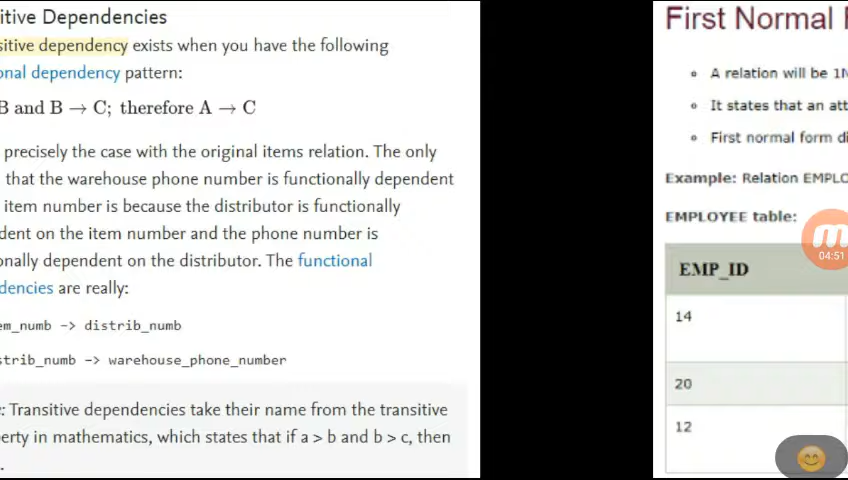 itive Dependencies
sitive dependency exists when you have the following
onal dependency pattern:
B and B → C; therefore A → C
precisely the case with the original items relation. The only
that the warehouse phone number is functionally dependent
item number is because the distributor is functionally
dent on the item number and the phone number is
onally dependent on the distributor. The functional
dencies are really:
em_numb -> distrib_numb
strib_numb -> warehouse_phone_number
: Transitive dependencies take their name from the transitive
erty in mathematics, which states that if a > b and b > c, then
.
First Normal F
A relation will be 1N
It states that an att
First normal form di
Example: Relation EMPLO
EMPLOYEE table:
04:51
EMP_ID
14
20
12